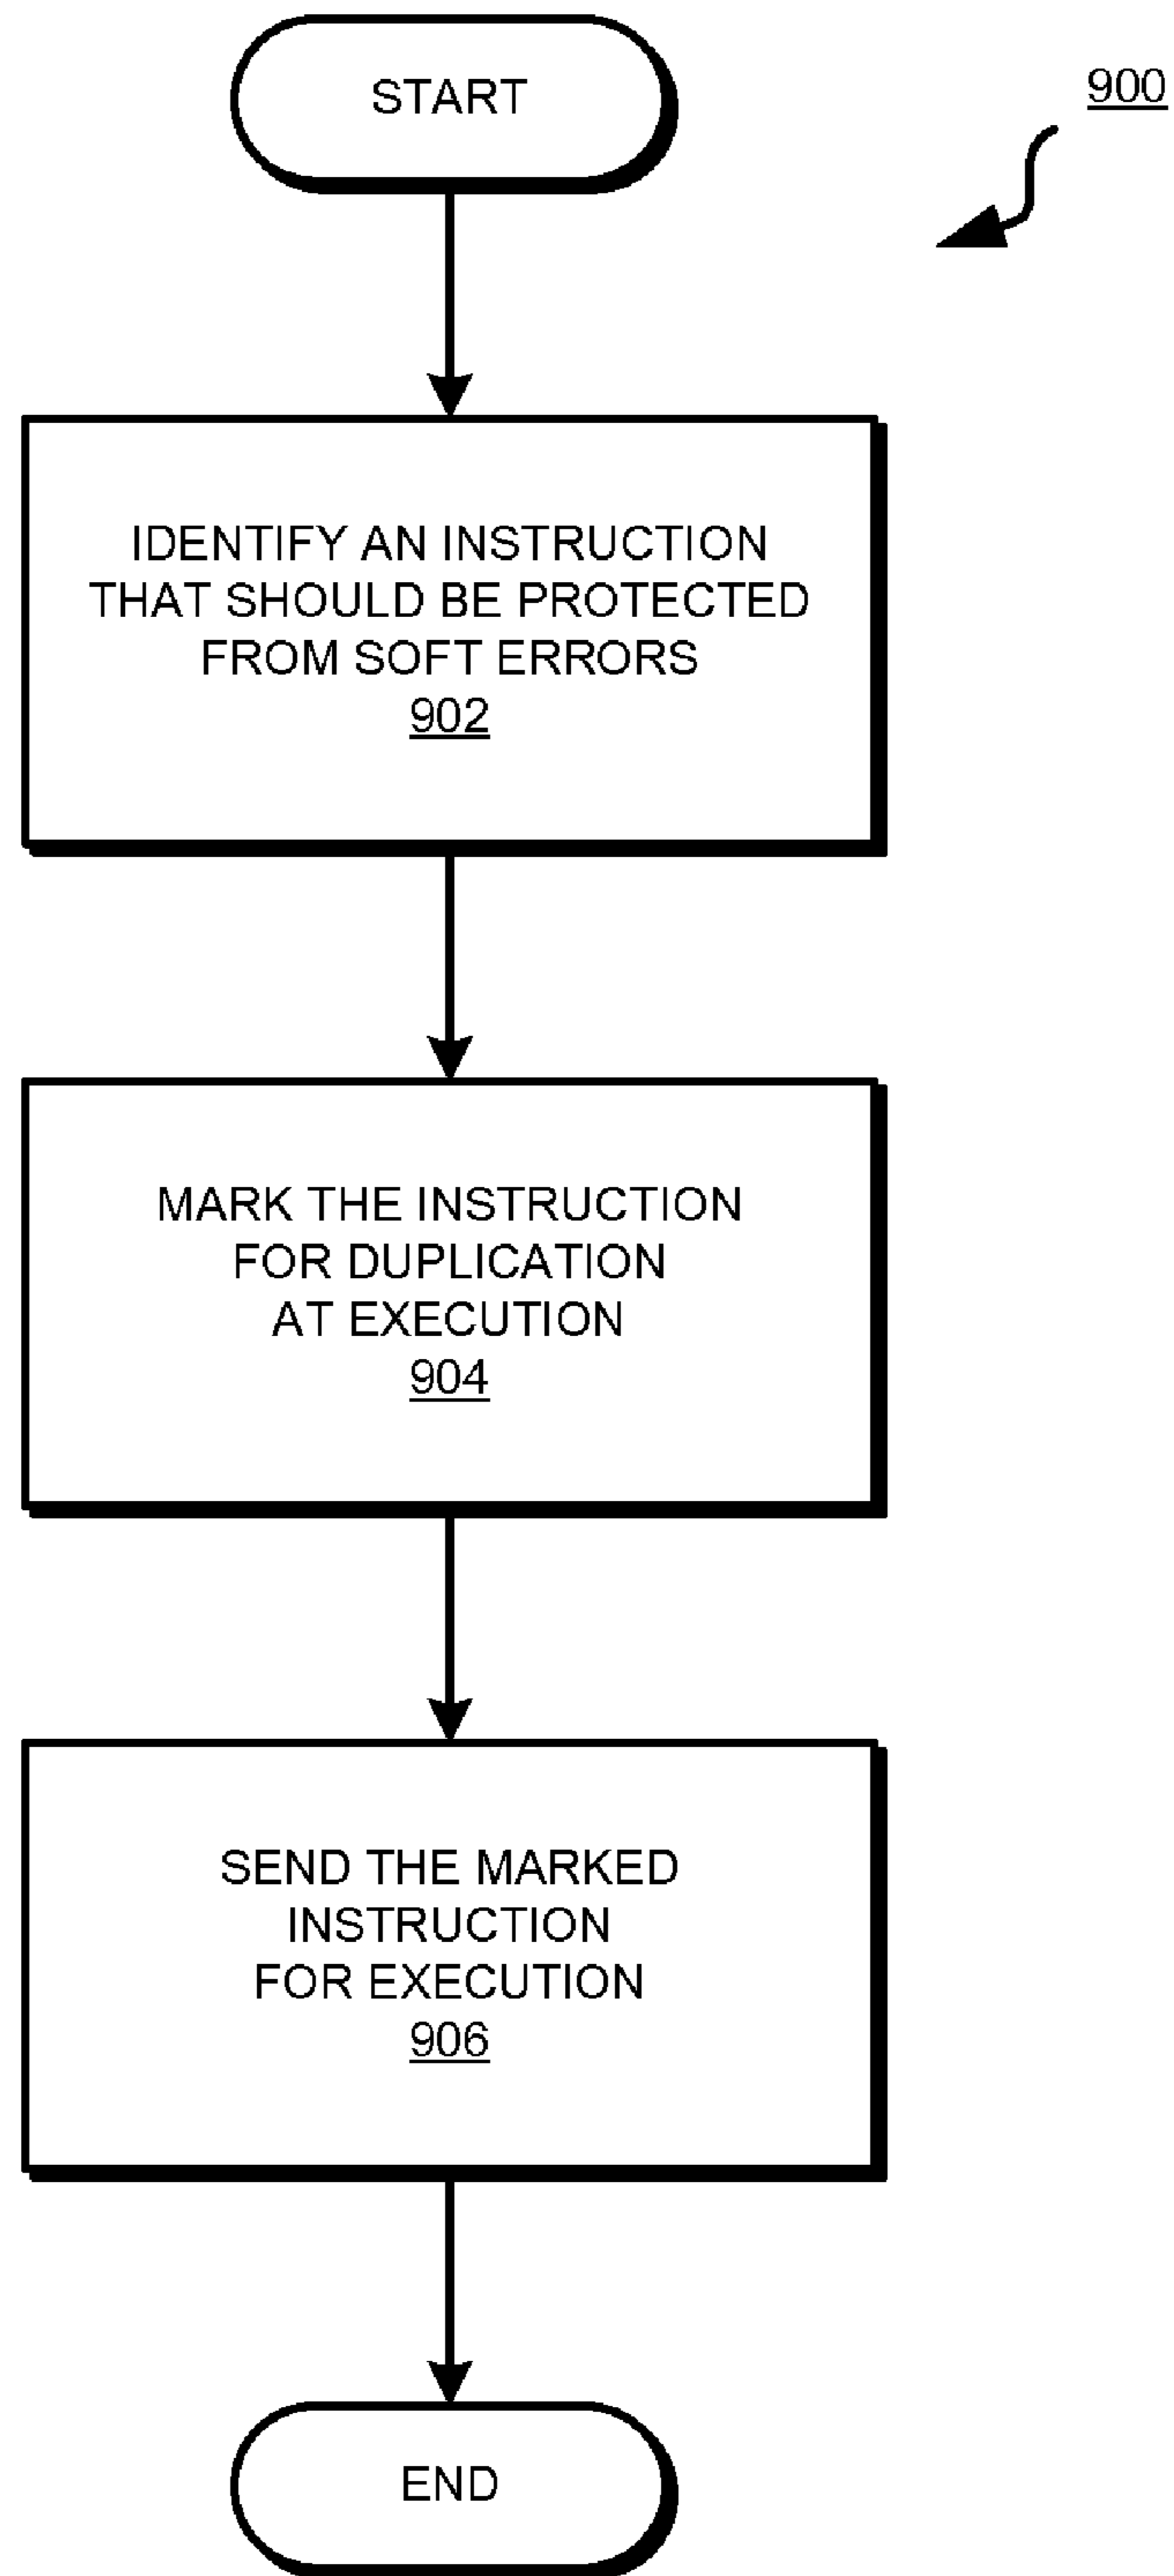 START
900
IDENTIFY AN INSTRUCTION
THAT SHOULD BE PROTECTED
FROM SOFT ERRORS
902
MARK THE INSTRUCTION
FOR DUPLICATION
AT EXECUTION
904
SEND THE MARKED
INSTRUCTION
FOR EXECUTION
906
END